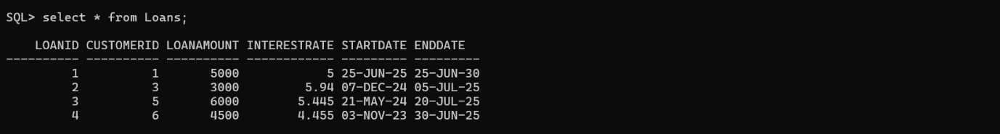 SQL> select * from Loans;
    LOANID CUSTOMERID LOANAMOUNT INTERESTRATE STARTDATE ENDDATE
---------- ---------- ---------- ------------ --------- ---------
         1          1       5000            5 25-JUN-25 25-JUN-30
         2          3       3000         5.94 07-DEC-24 05-JUL-25
         3          5       6000        5.445 21-MAY-24 20-JUL-25
         4          6       4500        4.455 03-NOV-23 30-JUN-25